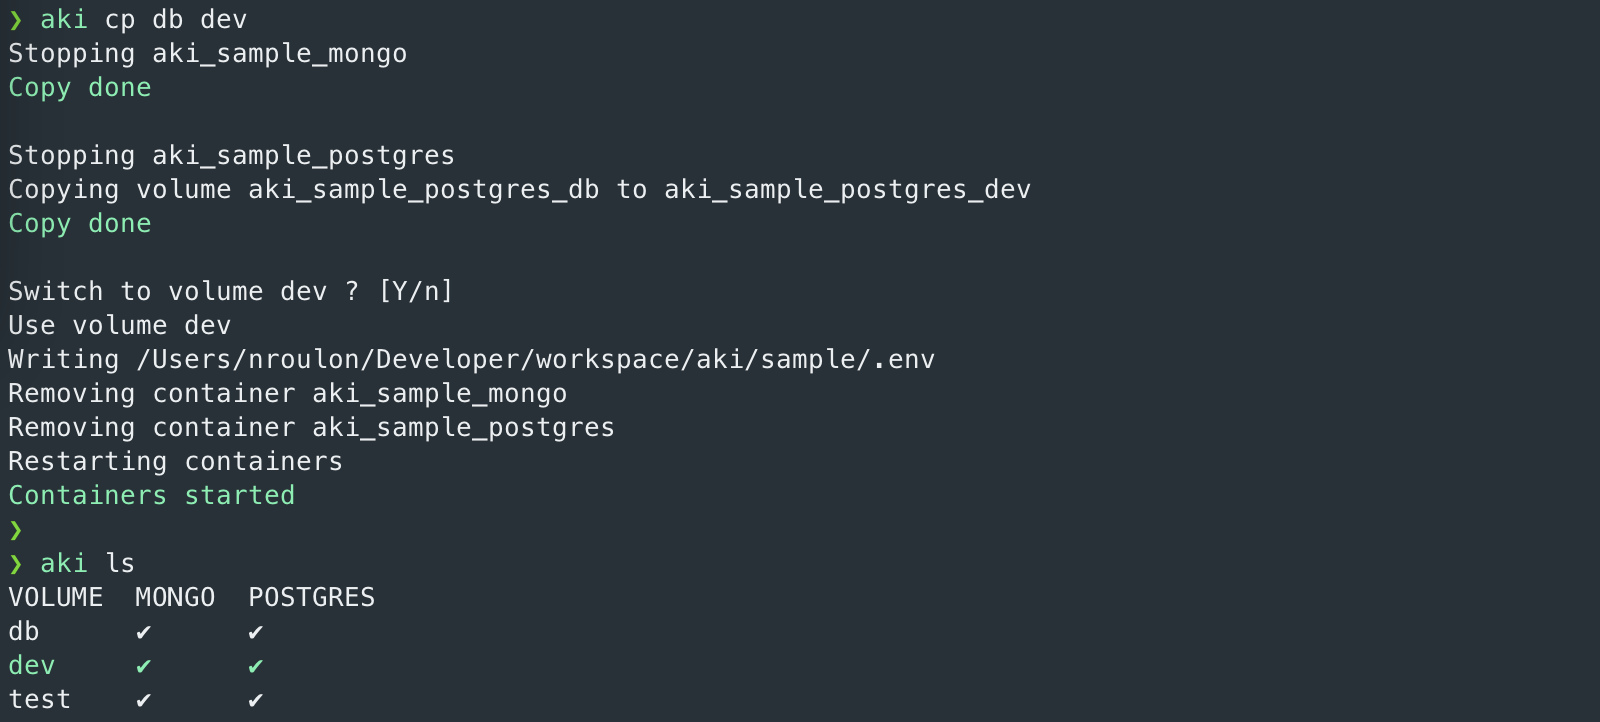 ❯ aki cp db dev
Stopping aki_sample_mongo
Copy done
Stopping aki_sample_postgres
Copying volume aki_sample_postgres_db to aki_sample_postgres_dev
Copy done
Switch to volume dev ? [Y/n]
Use volume dev
Writing /Users/nroulon/Developer/workspace/aki/sample/.env
Removing container aki_sample_mongo
Removing container aki_sample_postgres
Restarting containers
Containers started
❯
❯ aki ls
VOLUME  MONGO  POSTGRES
db      ✔      ✔
dev     ✔      ✔
test    ✔      ✔